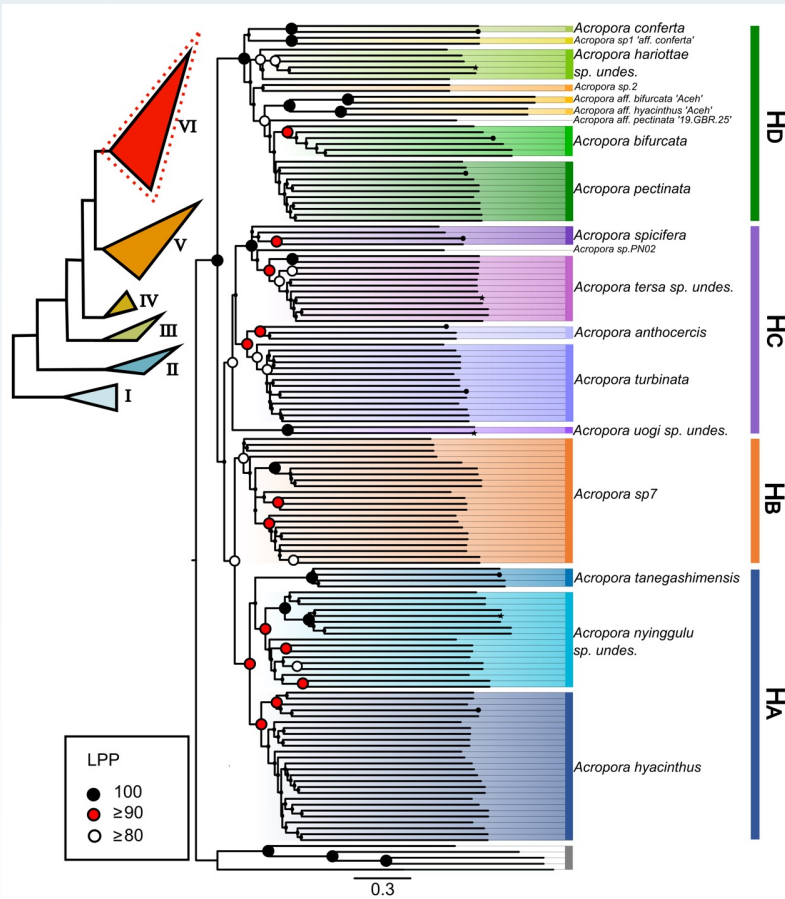 Acropora conferta
Acropora sp1 'aff. conferta'
Acropora hariottae
sp. undes.
Acropora sp.2
Acropora aff. bifurcata 'Aceh'
Acropora aff. hyacinthus 'Aceh'
Acropora aff. pectinata '19.GBR.25'
Acropora bifurcata
Acropora pectinata
HD
VI
V
IV
III
II
I
Acropora spicifera
Acropora sp.PN02
Acropora tersa sp. undes.
Acropora anthocercis
Acropora turbinata
Acropora uogi sp. undes.
HC
Acropora sp7
HB
Acropora tanegashimensis
Acropora nyinggulu
sp. undes.
Acropora hyacinthus
HA
LPP
100
≥90
≥80
0.3